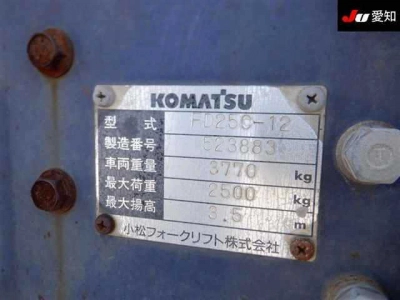 JU 愛知
KOMATSU
型式 FD25C-12
製造番号 523883
車両重量 3770 kg
最大荷重 2500 kg
最大揚高 3.5 m
小松フォークリフト株式会社